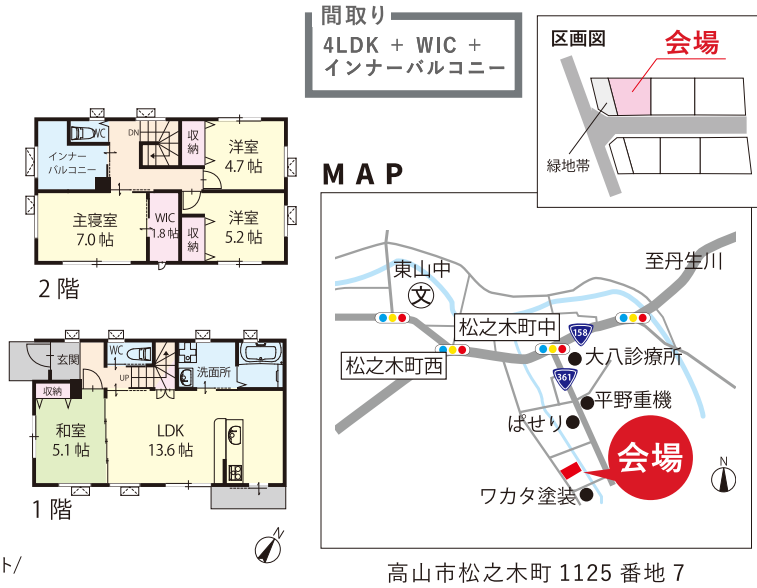 間取り
4LDK + WIC +
インナーバルコニー
区画図
会場
緑地帯
WC
DN
収納
洋室
4.7 帖
インナー
バルコニー
主寝室
7.0 帖
WIC
1.8 帖
収納
洋室
5.2 帖
2 階
玄関
WC
洗面所
収納
UP
和室
5.1 帖
LDK
13.6 帖
1 階
N
ト/
MAP
東山中
文
至丹生川
松之木町中
158
松之木町西
大八診療所
361
平野重機
ぱせり
会場
ワカタ塗装
N
高山市松之木町 1125 番地 7